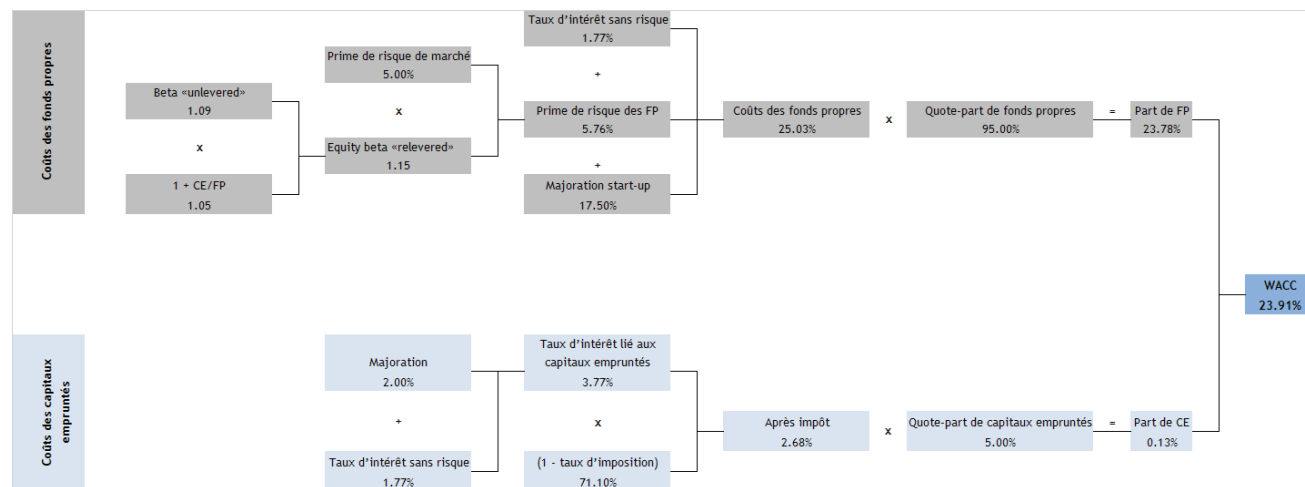 Coûts des fonds propres
Taux d'intérêt sans risque
1.77%
Prime de risque de marché
5.00%
+
Beta «unlevered»
1.09
x
Prime de risque des FP
5.76%
Coûts des fonds propres
25.03%
x
Quote-part de fonds propres
95.00%
=
Part de FP
23.78%
x
Equity beta «relevered»
1.15
+
1 + CE/FP
1.05
Majoration start-up
17.50%
WACC
23.91%
Coûts des capitaux
empruntés
Majoration
2.00%
Taux d'intérêt lié aux
capitaux empruntés
3.77%
+
x
Après impôt
2.68%
x
Quote-part de capitaux empruntés
5.00%
=
Part de CE
0.13%
Taux d'intérêt sans risque
1.77%
(1 - taux d'imposition)
71.10%